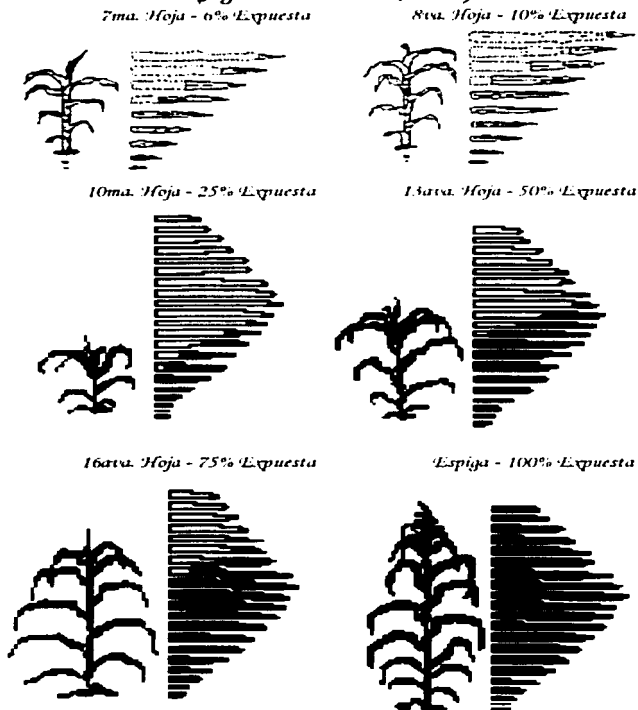 7ma. Hoja - 6% Expuesta
8va. Hoja - 10% Expuesta
10ma. Hoja - 25% Expuesta
13ava. Hoja - 50% Expuesta
16ava. Hoja - 75% Expuesta
Espiga - 100% Expuesta